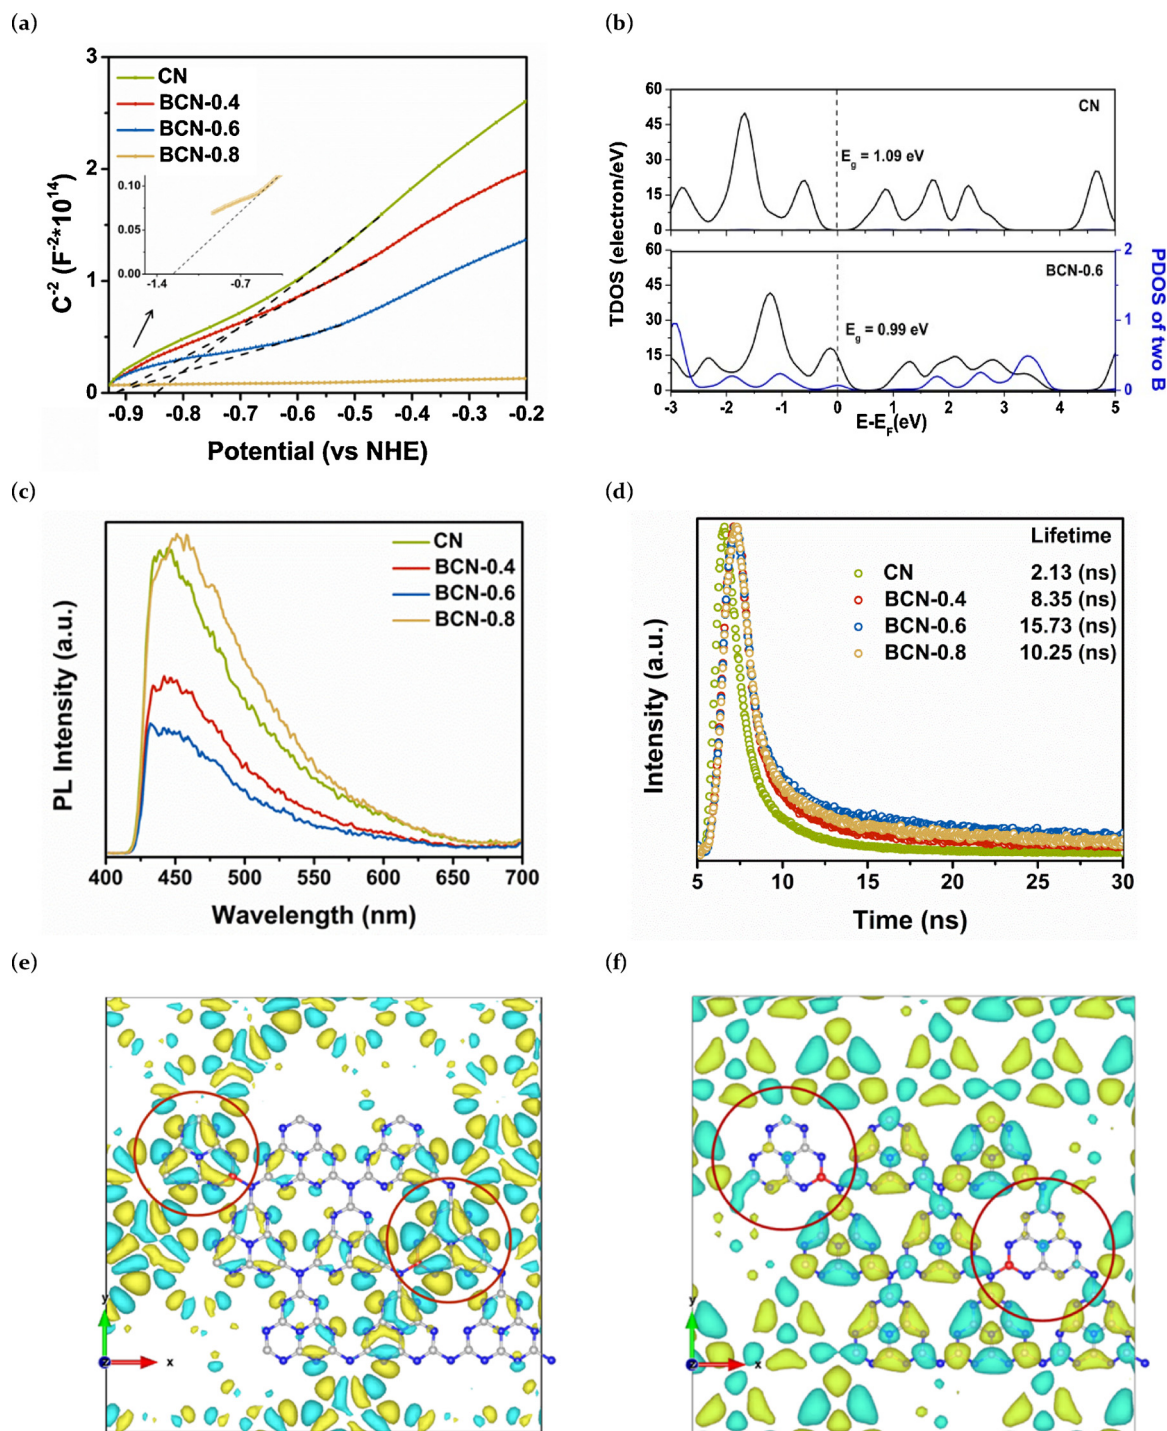 (a)
3
2
1
0
C⁻² (F⁻²*10¹⁴)
CN
BCN-0.4
BCN-0.6
BCN-0.8
0.10
0.05
0.00
-1.4 -0.7
-0.9 -0.8 -0.7 -0.6 -0.5 -0.4 -0.3 -0.2
Potential (vs NHE)
(b)
TDOS (electron/eV)
60
45
30
15
0
CN
E_g = 1.09 eV
60
45
30
15
0
BCN-0.6
E_g = 0.99 eV
2
1
0
PDOS of two B
-3 -2 -1 0 1 2 3 4 5
E-E_F(eV)
(c)
PL Intensity (a.u.)
CN
BCN-0.4
BCN-0.6
BCN-0.8
400 450 500 550 600 650 700
Wavelength (nm)
(d)
Intensity (a.u.)
Lifetime
CN 2.13 (ns)
BCN-0.4 8.35 (ns)
BCN-0.6 15.73 (ns)
BCN-0.8 10.25 (ns)
5 10 15 20 25 30
Time (ns)
(e)
y
z x
(f)
y
z x